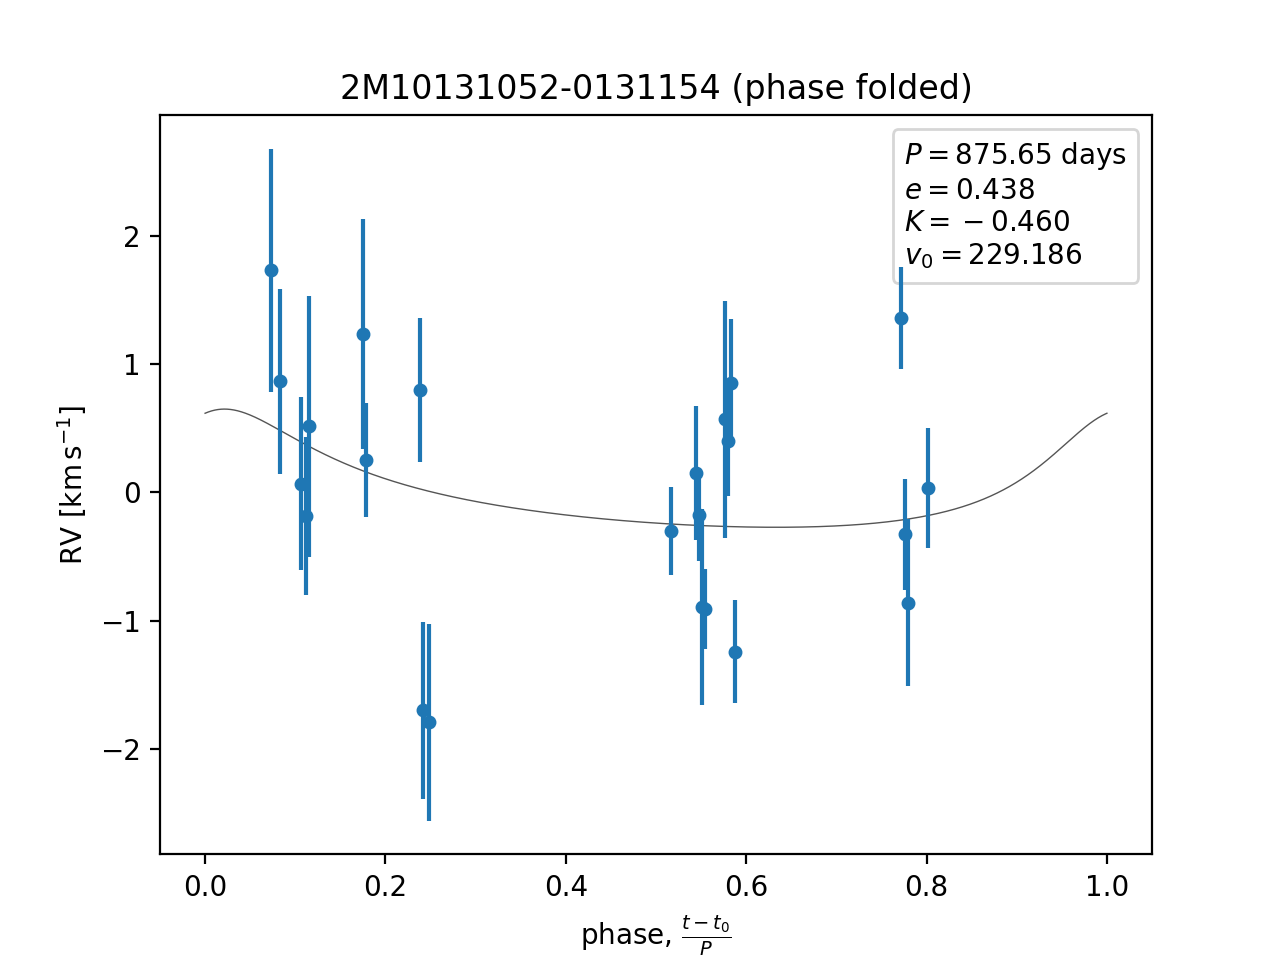 2M10131052-0131154 (phase folded)
P = 875.65 days
e = 0.438
K = −0.460
v₀ = 229.186
2
1
0
−1
−2
RV [km s⁻¹]
0.0 0.2 0.4 0.6 0.8 1.0
phase, (t − t₀)/P